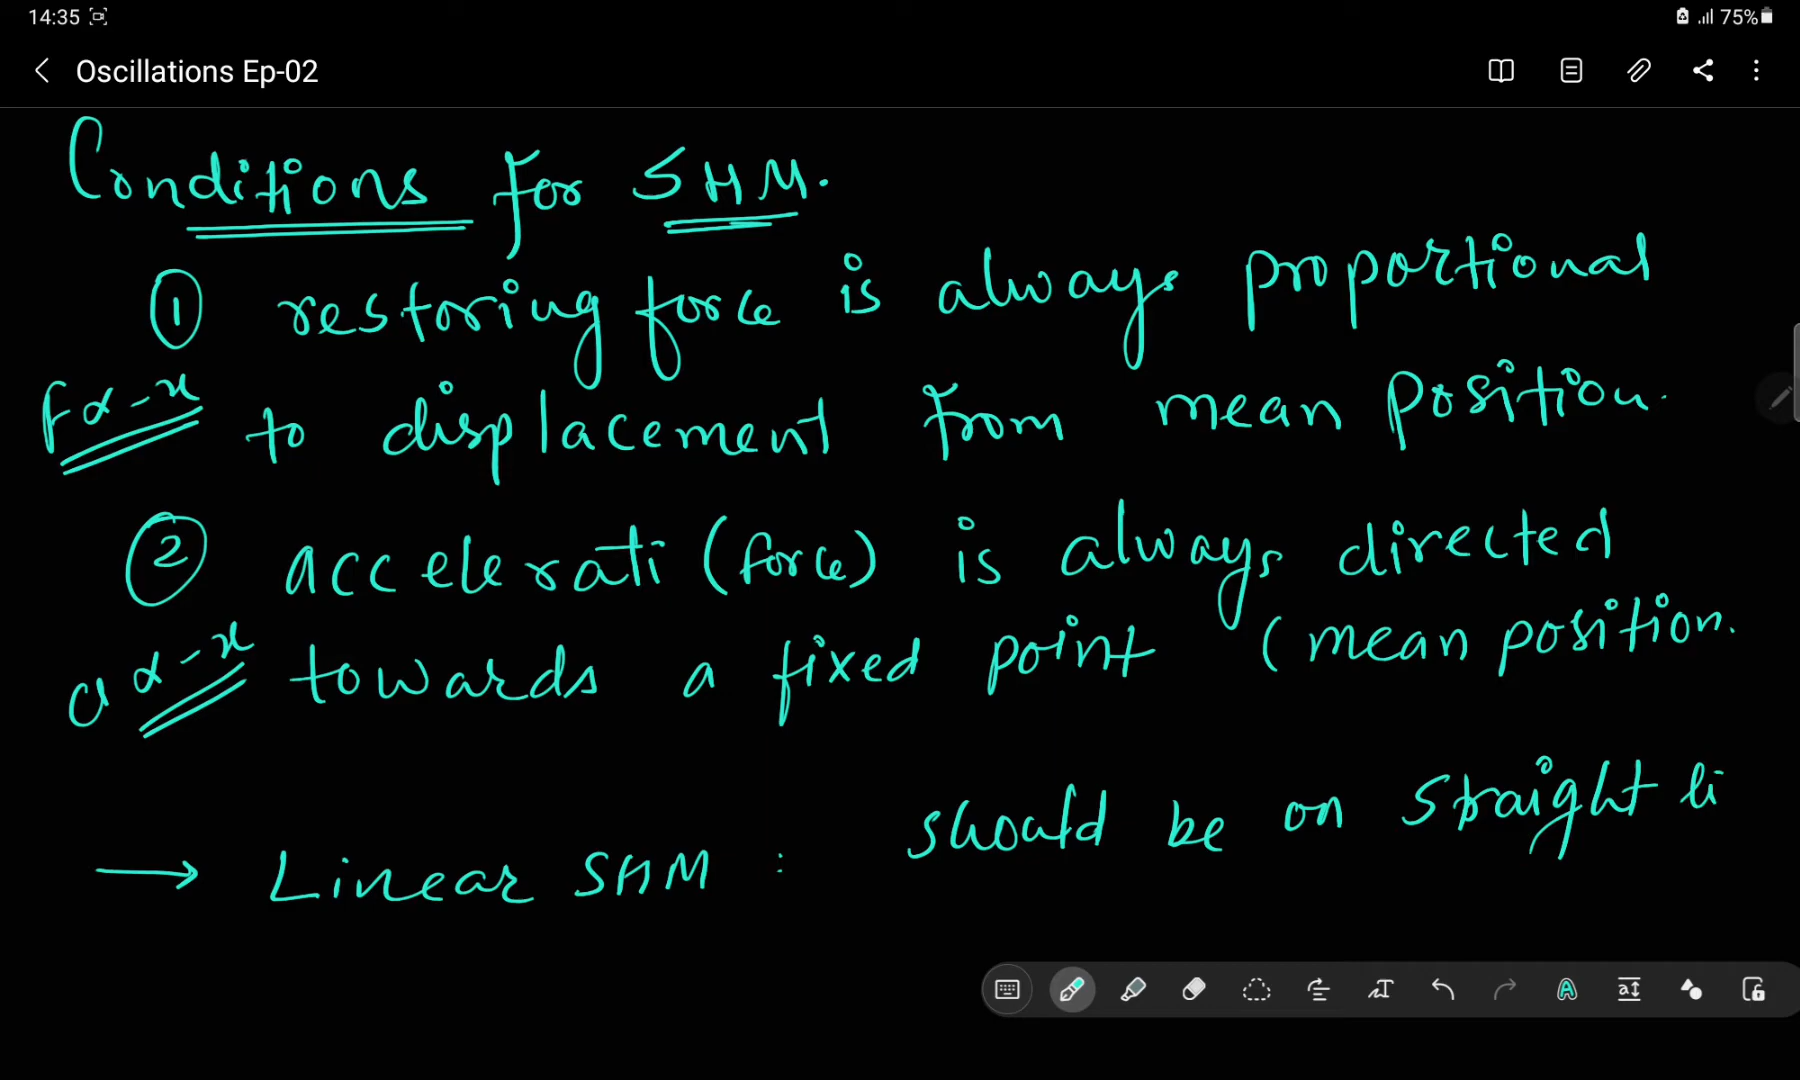 14:35
75%
Oscillations Ep-02
Conditions for SHM.
① restoring force is always proportional
F α -x to displacement from mean position.
② accelerati (force) is always directed
a α -x towards a fixed point (mean position.
→ Linear SHM : should be on straight li